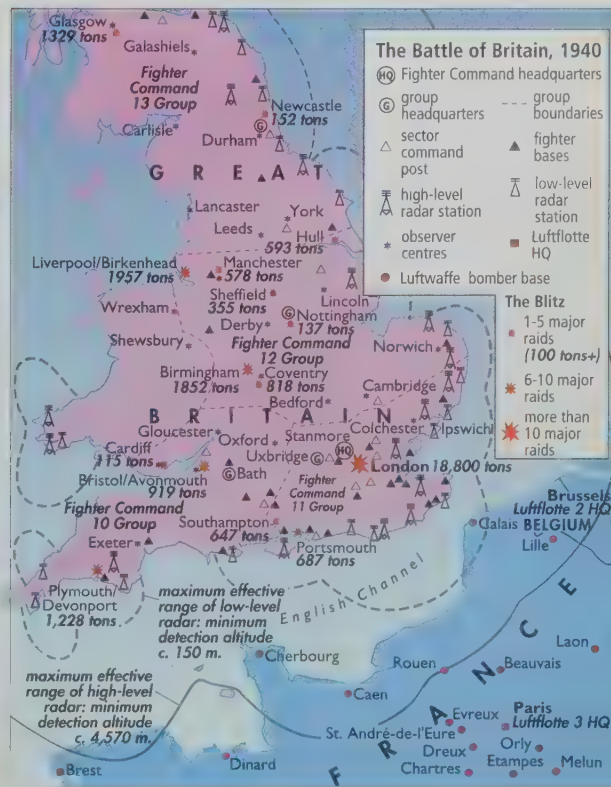 Glasgow
1329 tons
Galashiels
Fighter
Command
13 Group
Newcastle
152 tons
Carlisle
Durham
G R E A T
Lancaster
York
Leeds
Hull
593 tons
Liverpool/Birkenhead
1957 tons
Manchester
578 tons
Sheffield
355 tons
Lincoln
Wrexham
Nottingham
137 tons
Derby
Shewsbury
Fighter Command
12 Group
Norwich
Birmingham
1852 tons
Coventry
818 tons
Cambridge
Bedford
B R I T A I N
Gloucester
Colchester
Ipswich
Oxford
Stanmore
Cardiff
115 tons
Uxbridge
G
HQ
London 18,800 tons
Bristol/Avonmouth
919 tons
G
Bath
Fighter
Command
11 Group
Fighter Command
10 Group
Southampton
647 tons
Exeter
Portsmouth
687 tons
Plymouth/
Devonport
1,228 tons
English Channel
maximum effective
range of low-level
radar: minimum
detection altitude
c. 150 m.
maximum effective
range of high-level
radar: minimum
detection altitude
c. 4,570 m.
Brussels
Luftflotte 2 HQ
Calais
BELGIUM
Lille
F R A N C E
Cherbourg
Rouen
Beauvais
Laon
Caen
Evreux
Paris
Luftflotte 3 HQ
St. André-de-l'Eure
Dreux
Orly
Chartres
Etampes
Melun
Dinard
Brest
The Battle of Britain, 1940
HQ Fighter Command headquarters
G group
headquarters
group
boundaries
sector
command
post
fighter
bases
high-level
radar station
low-level
radar
station
observer
centres
Luftflotte
HQ
Luftwaffe bomber base
The Blitz
1-5 major
raids
(100 tons+)
6-10 major
raids
more than
10 major
raids
G
G